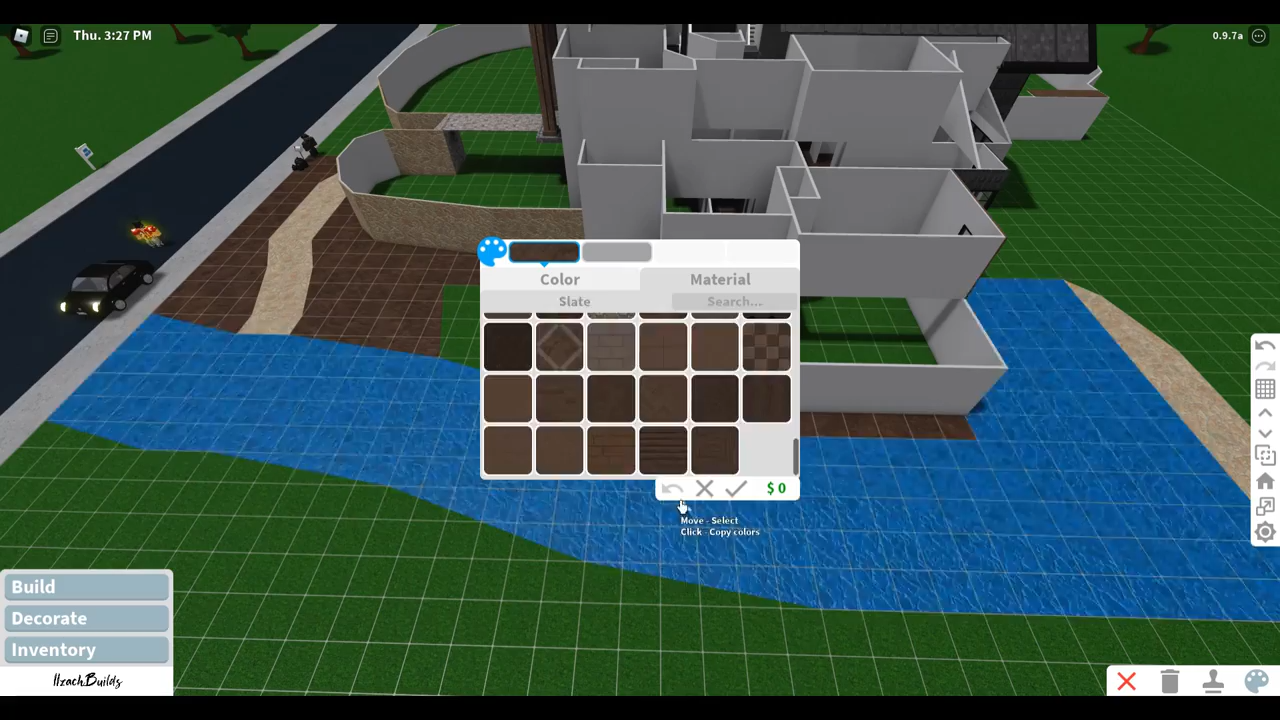 Thu. 3:27 PM
0.9.7a
Color
Material
Slate
Search...
$ 0
Move - Select
Click - Copy colors
Build
Decorate
Inventory
IlzachBuilds